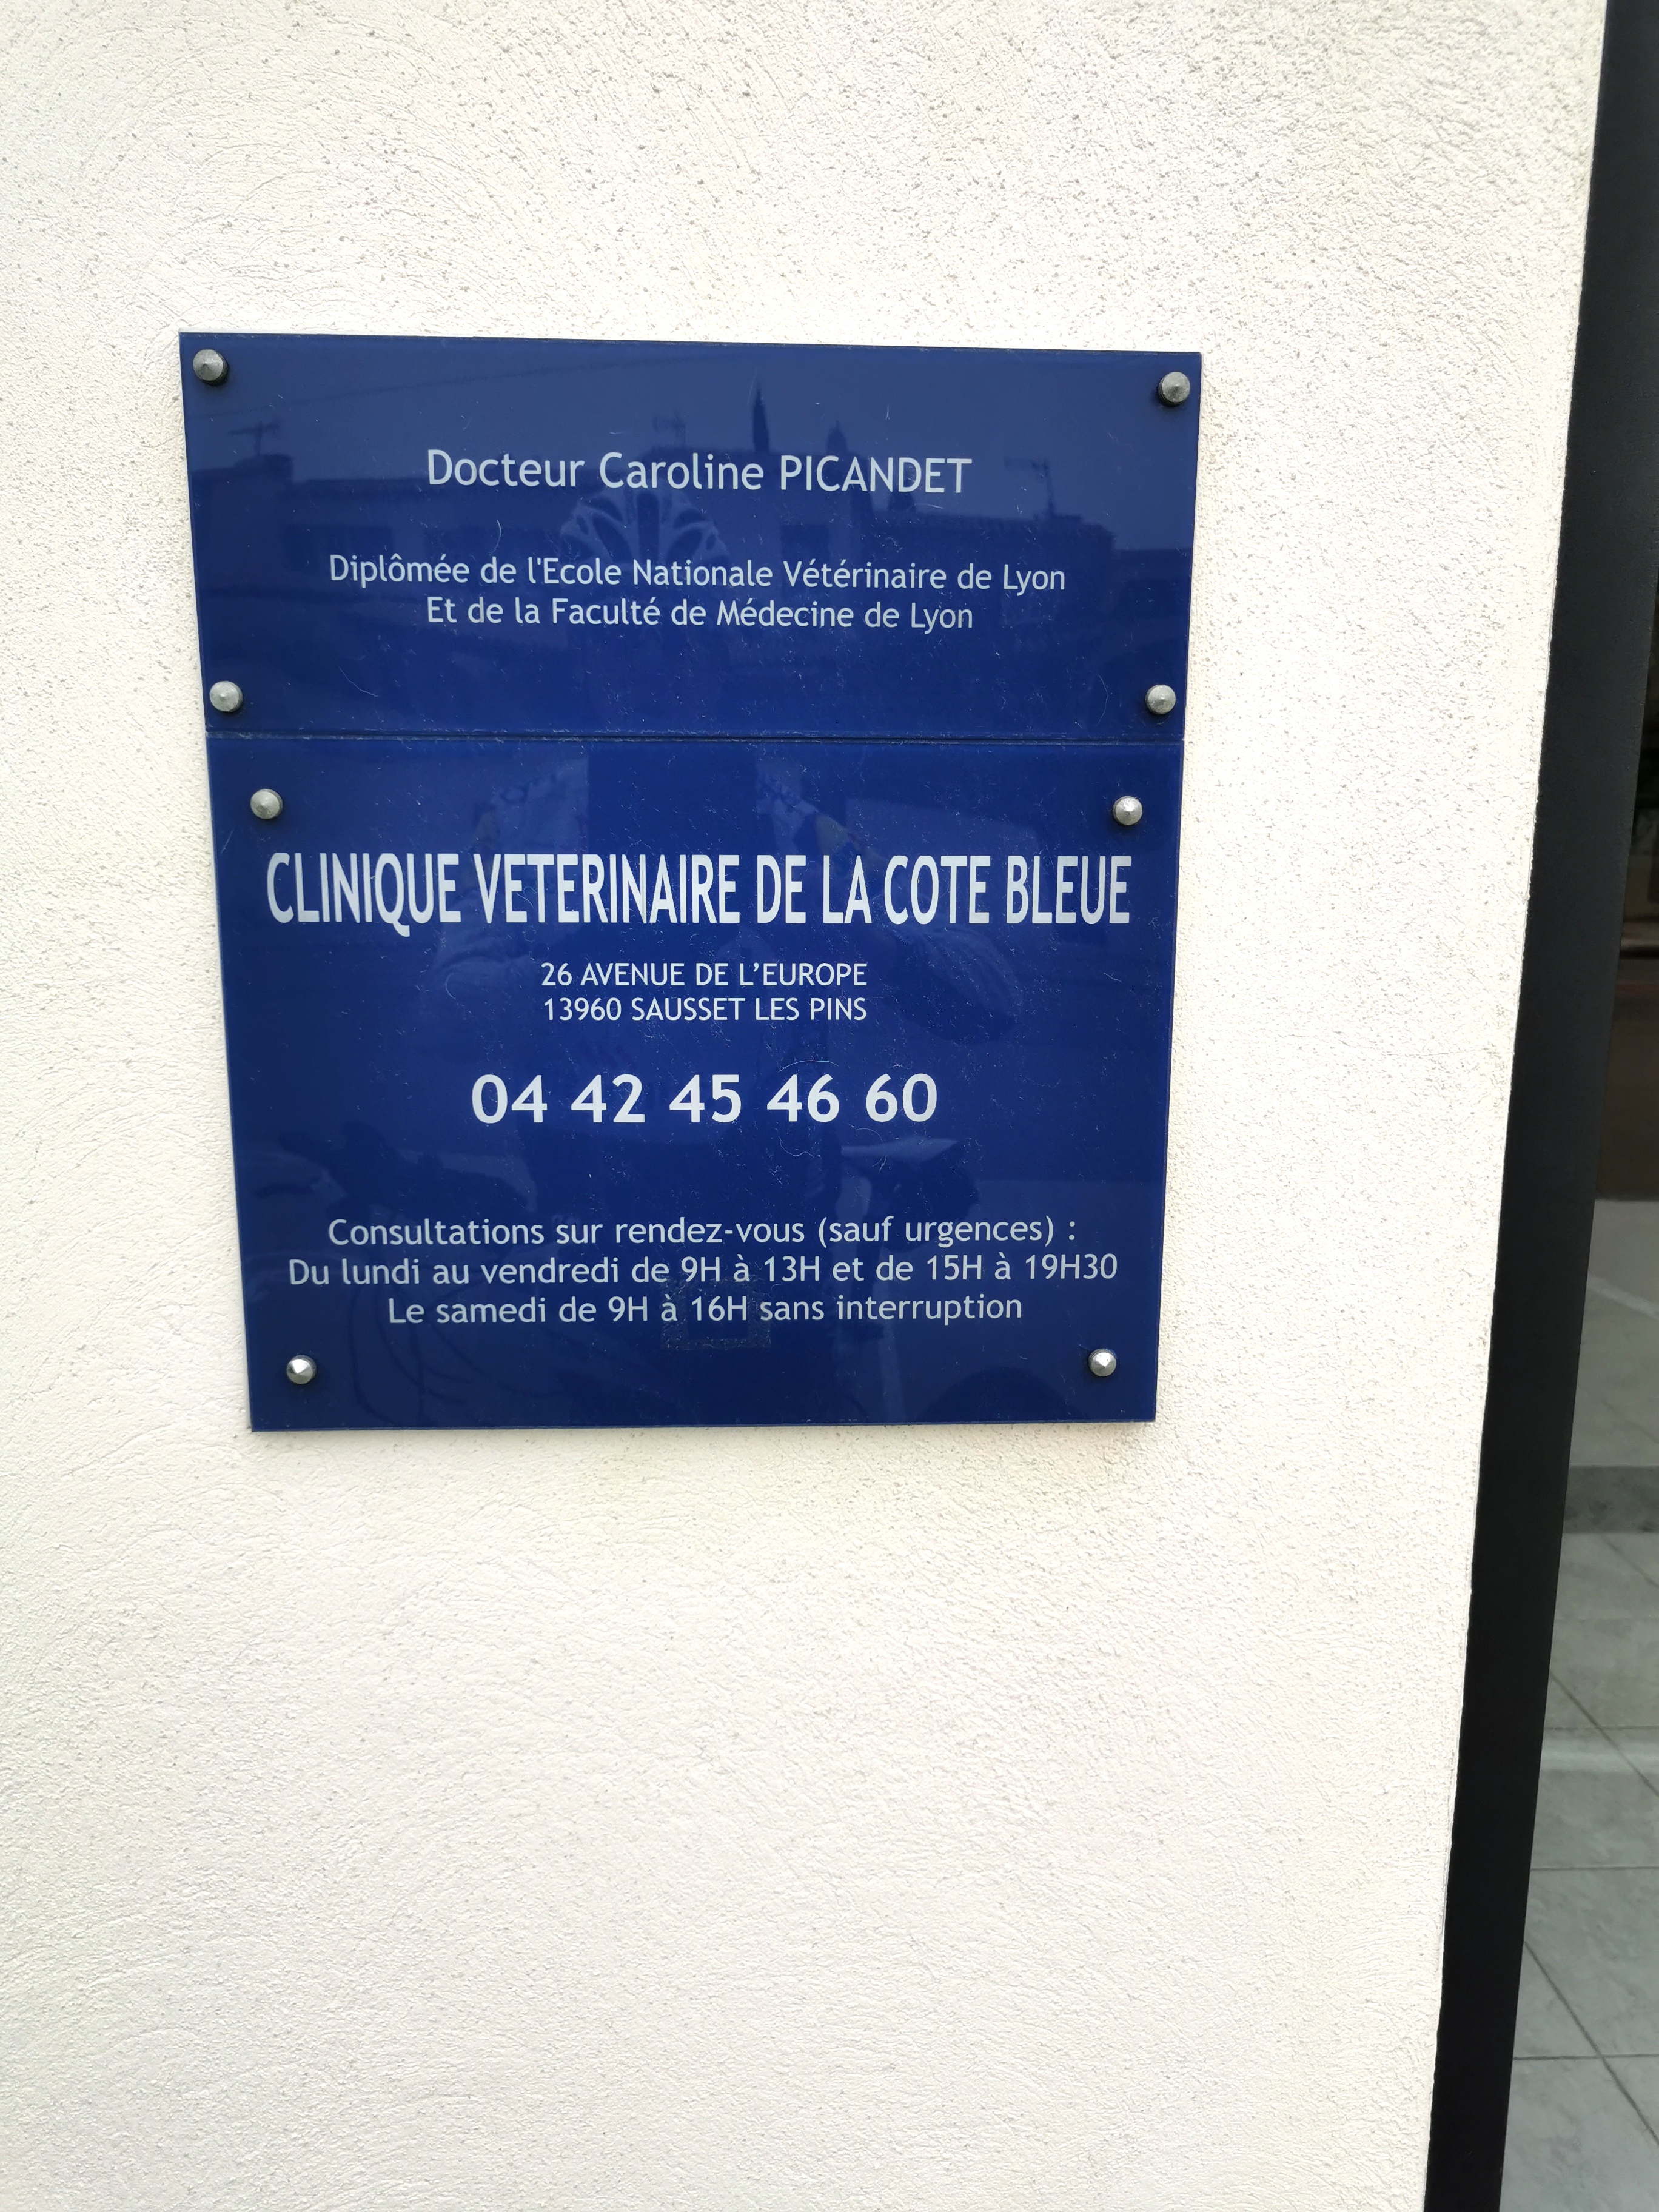 Docteur Caroline PICANDET
Diplômée de l'Ecole Nationale Vétérinaire de Lyon
Et de la Faculté de Médecine de Lyon
CLINIQUE VETERINAIRE DE LA COTE BLEUE
26 AVENUE DE L’EUROPE
13960 SAUSSET LES PINS
04 42 45 46 60
Consultations sur rendez-vous (sauf urgences) :
Du lundi au vendredi de 9H à 13H et de 15H à 19H30
Le samedi de 9H à 16H sans interruption